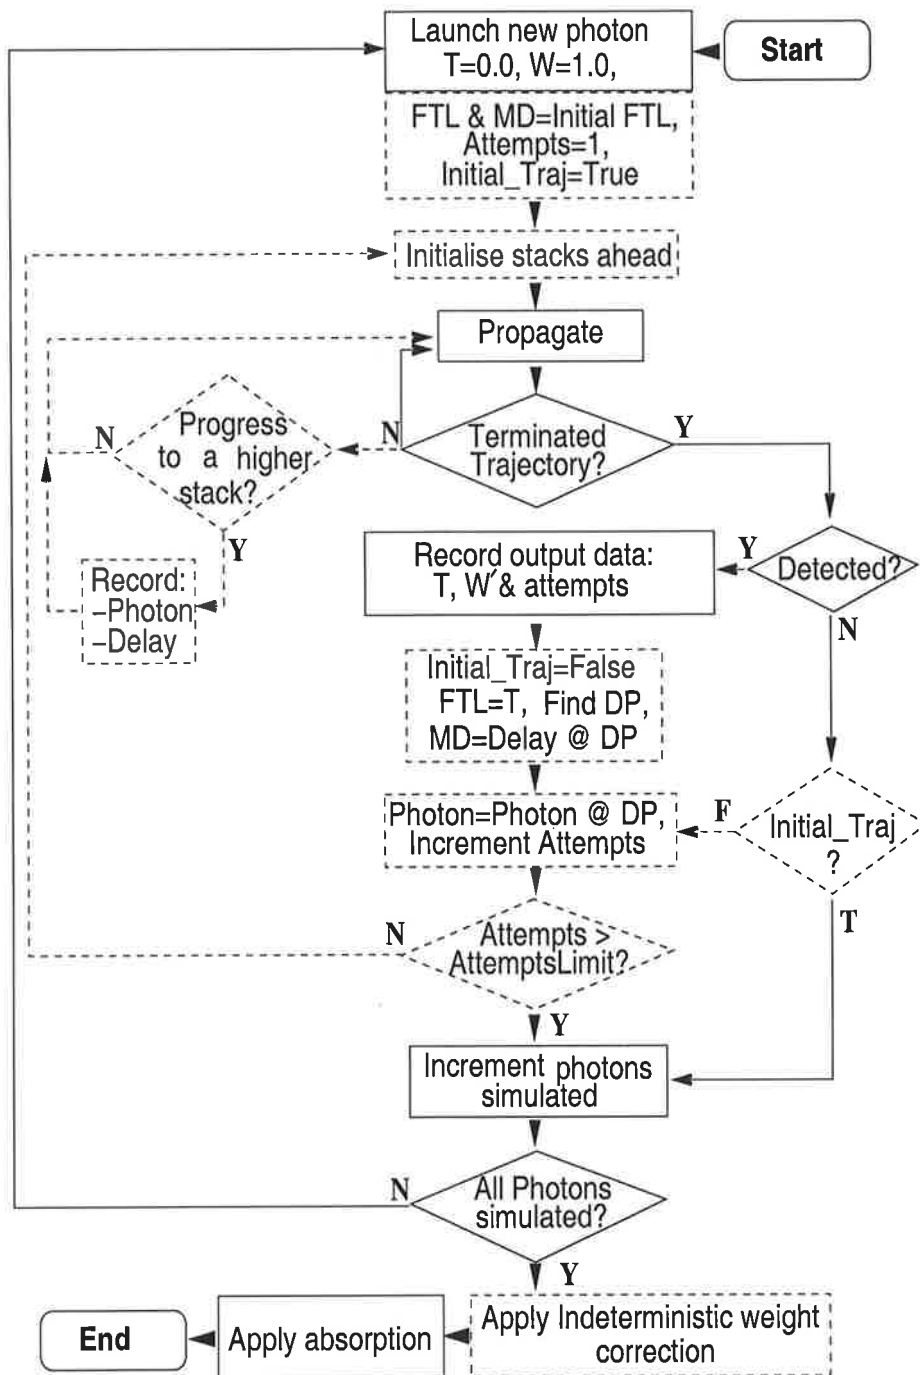 Launch new photon
T=0.0, W=1.0,
Start
FTL & MD=Initial FTL,
Attempts=1,
Initial_Traj=True
Initialise stacks ahead
Propagate
Terminated
Trajectory?
N
Y
Progress
to a higher
stack?
N
Y
Record:
–Photon
–Delay
Detected?
Y
N
Record output data:
T, W' & attempts
Initial_Traj=False
FTL=T, Find DP,
MD=Delay @ DP
Initial_Traj
?
F
T
Photon=Photon @ DP,
Increment Attempts
Attempts >
AttemptsLimit?
N
Y
Increment photons
simulated
All Photons
simulated?
N
Y
Apply Indeterministic weight
correction
Apply absorption
End